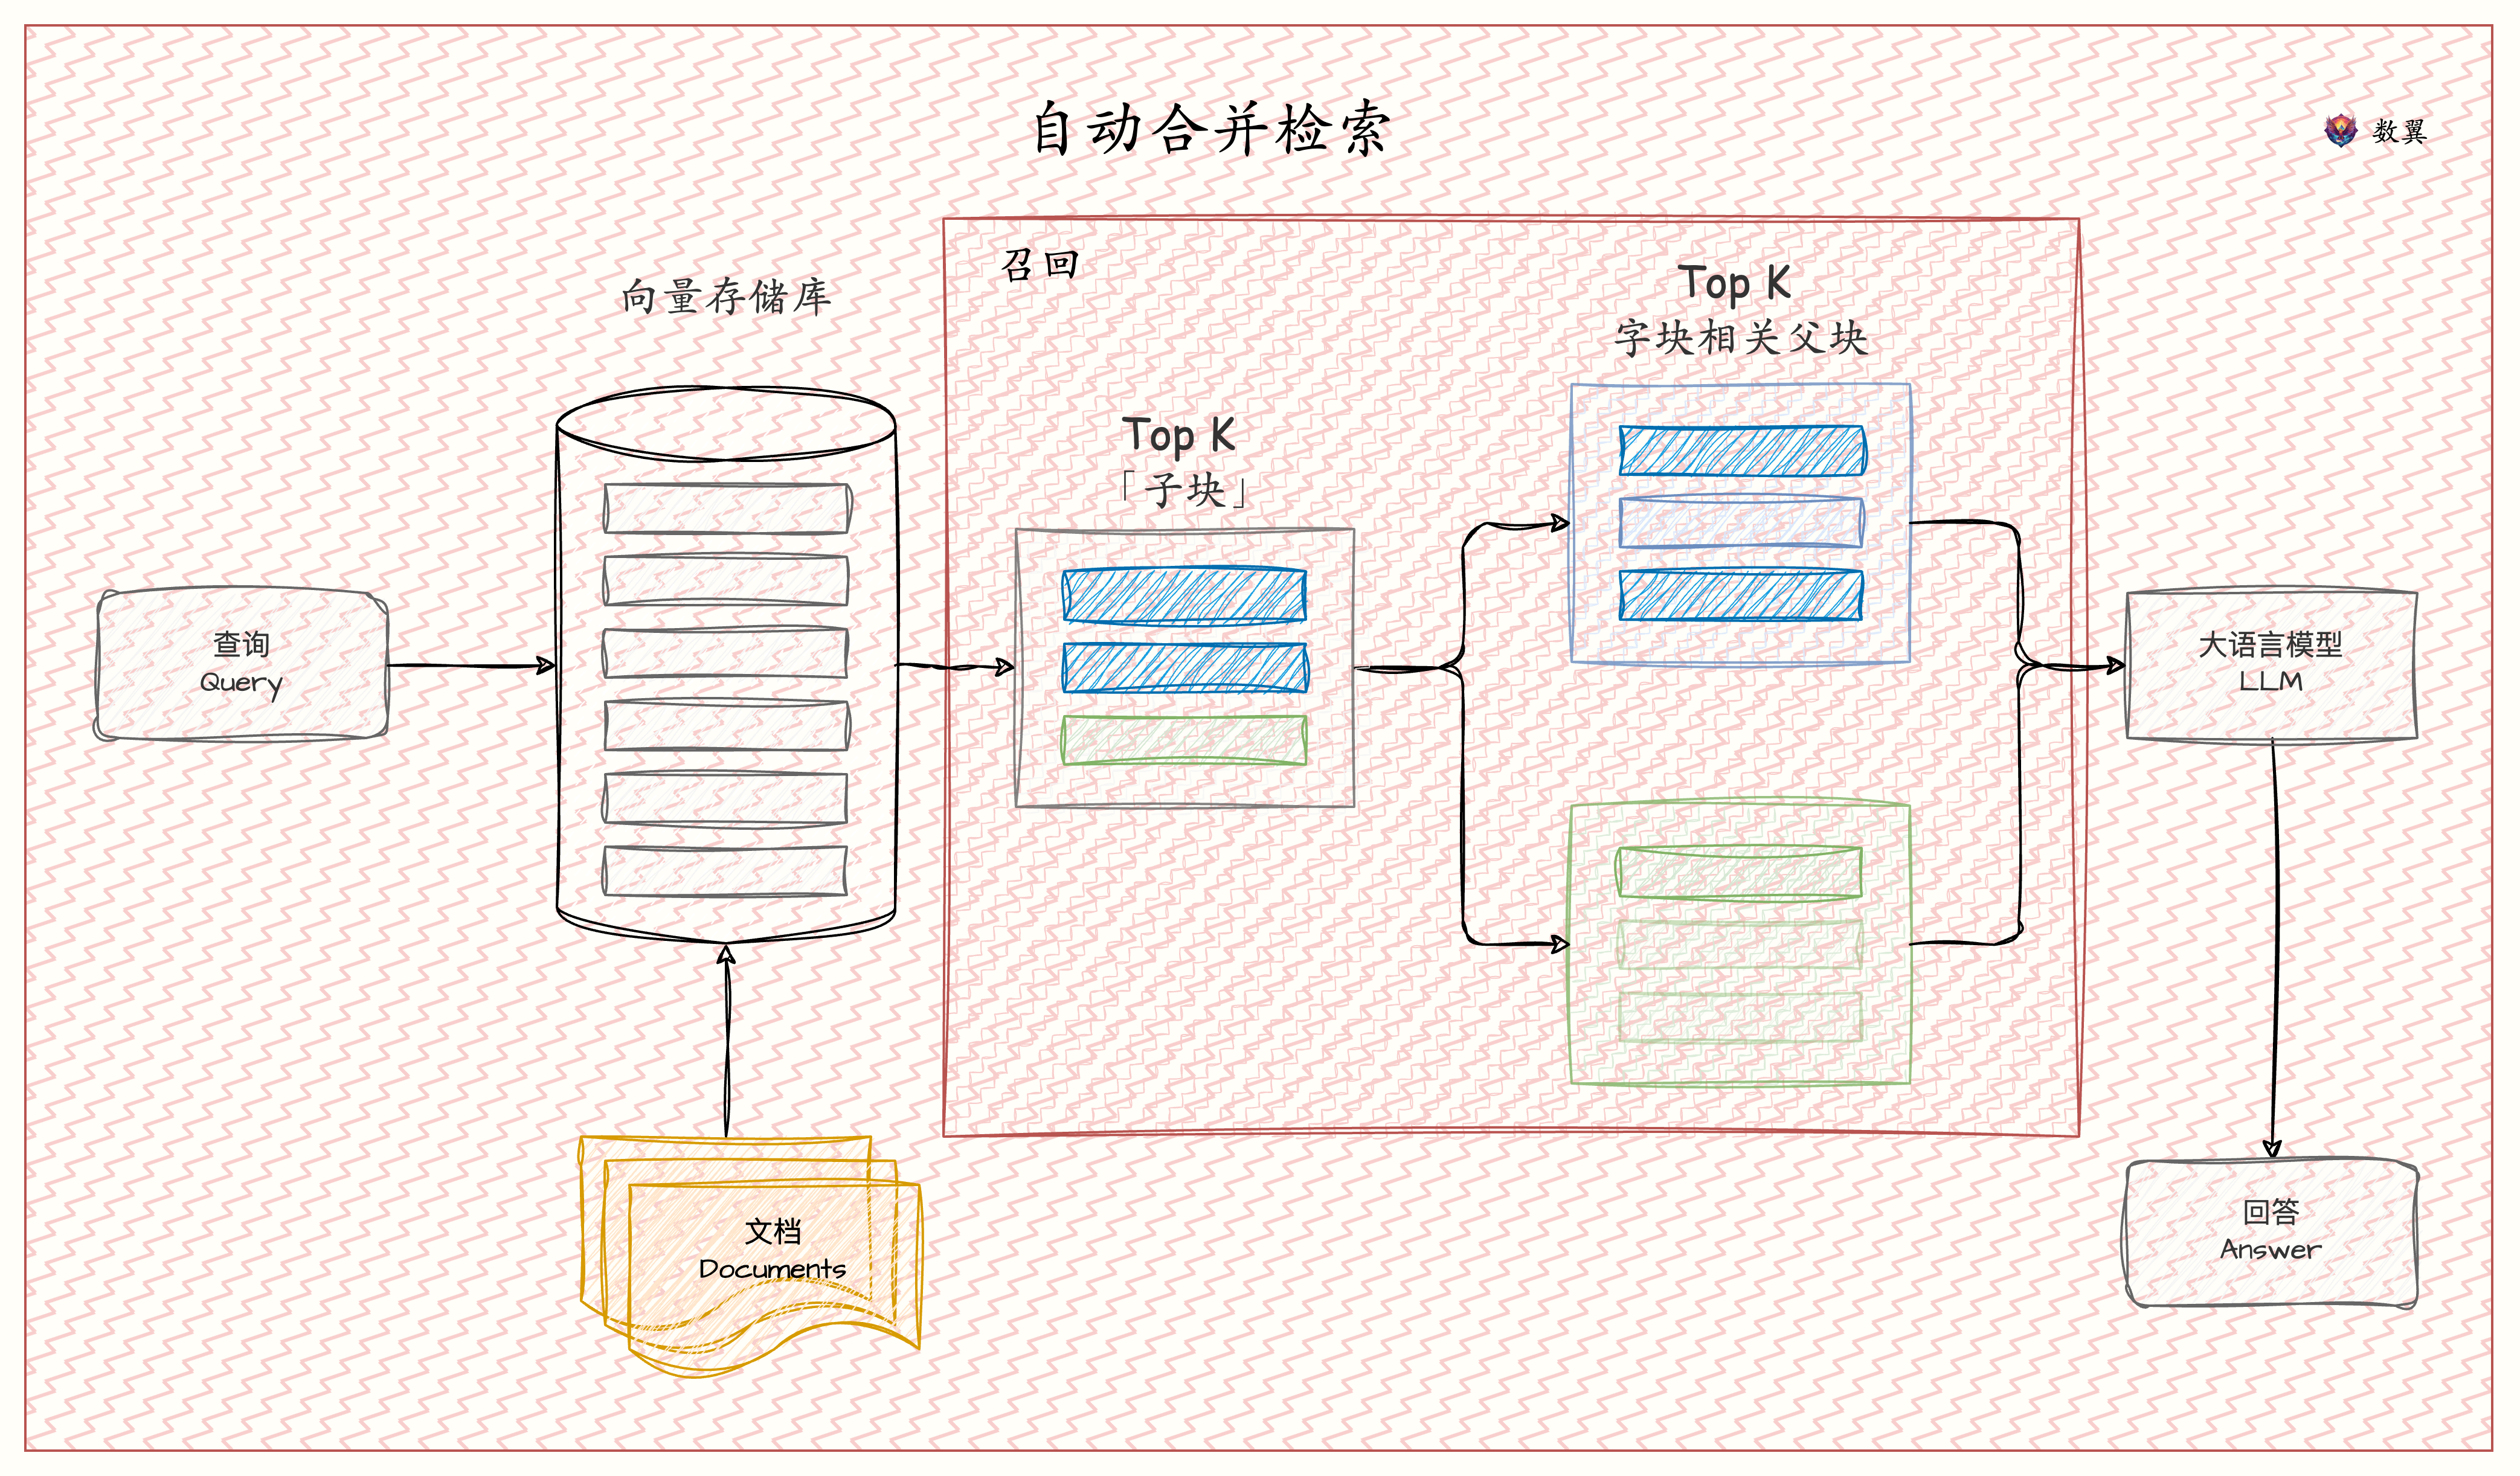 自动合并检索
数翼
召回
向量存储库
Top K
字块相关父块
Top K
「子块」
查询
Query
大语言模型
LLM
文档
Documents
回答
Answer